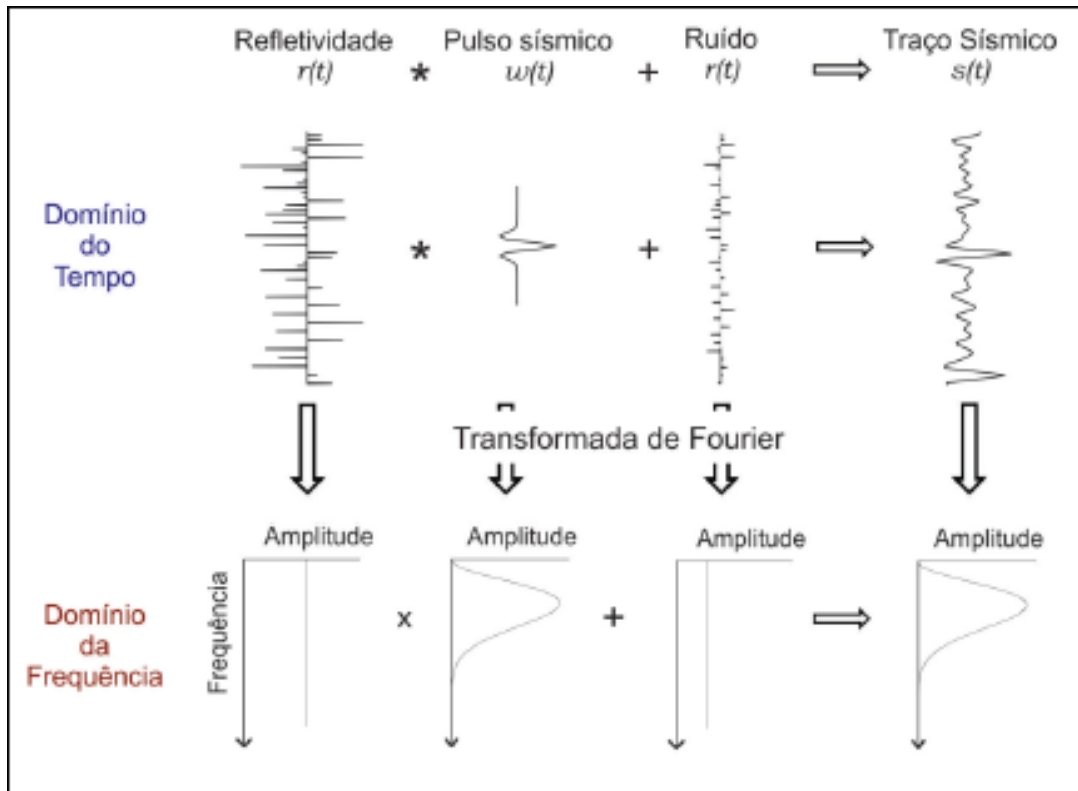 Refletividade Pulso sísmico Ruído Traço Sísmico
r(t) * w(t) + r(t) s(t)
Domínio
do
Tempo
* +
Transformada de Fourier
Amplitude Amplitude Amplitude Amplitude
Frequência
Domínio
da
Frequência
x +